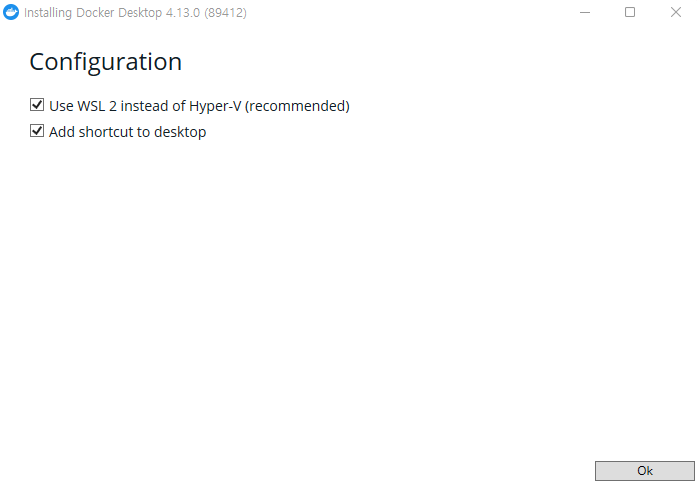 Installing Docker Desktop 4.13.0 (89412)
Configuration
Use WSL 2 instead of Hyper-V (recommended)
Add shortcut to desktop
Ok